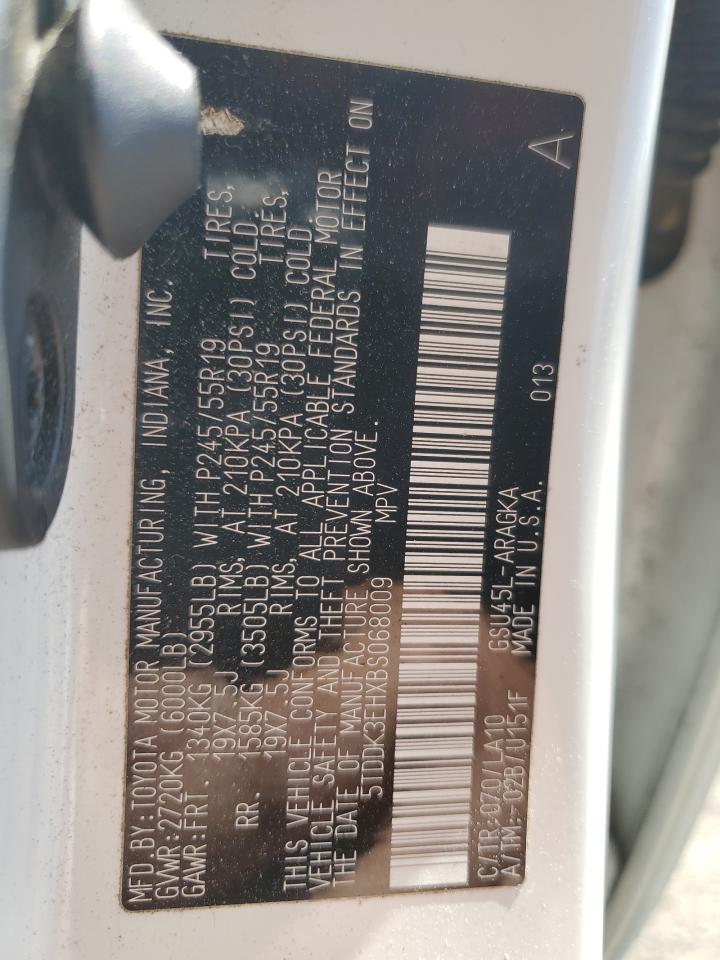 MFD.BY:TOYOTA MOTOR MANUFACTURING, INDIANA, INC.
GVWR:2720KG (6000LB)
GAWR:FRT. 1340KG (2955LB) WITH P245/55R19 TIRES,
19X7.5J RIMS, AT 210KPA (30PSI) COLD
RR. 1585KG (3505LB) WITH P245/55R19 TIRES,
19X7.5J RIMS, AT 210KPA (30PSI) COLD
THIS VEHICLE CONFORMS TO ALL APPLICABLE FEDERAL MOTOR
VEHICLE SAFETY AND THEFT PREVENTION STANDARDS IN EFFECT ON
THE DATE OF MANUFACTURE SHOWN ABOVE.
5TDDK3EHXBS068009 MPV
C/TR:070/LA10 GSU45L-ARAGKA 013 A
A/TM:-02B/U151F MADE IN U.S.A.